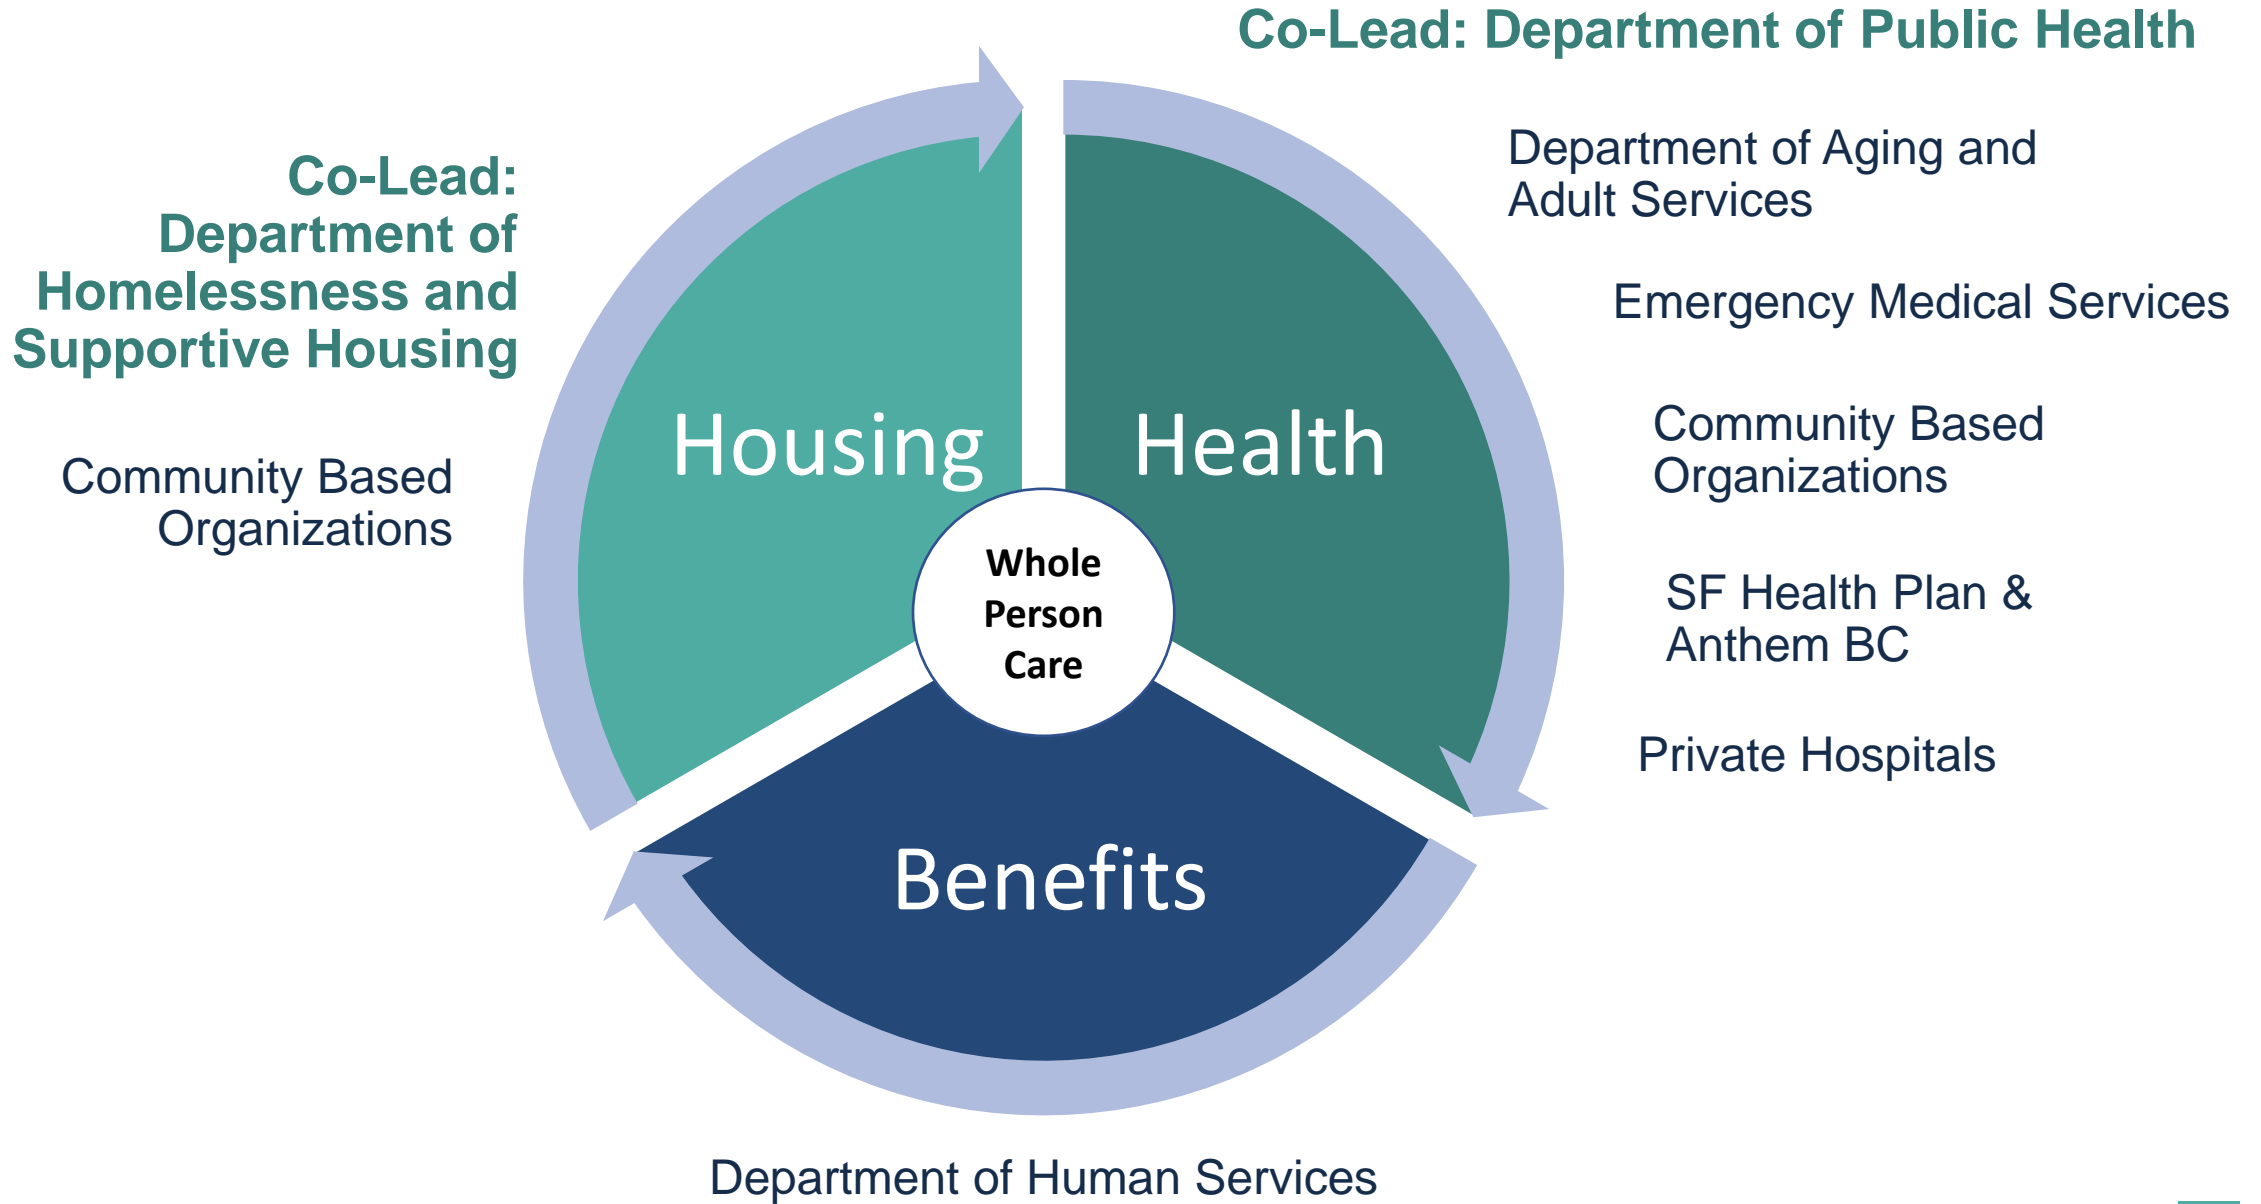 Co-Lead: Department of Public Health
Co-Lead:
Department of
Homelessness and
Supportive Housing
Community Based
Organizations
Department of Aging and
Adult Services
Emergency Medical Services
Community Based
Organizations
SF Health Plan &
Anthem BC
Private Hospitals
Housing
Health
Whole
Person
Care
Benefits
Department of Human Services